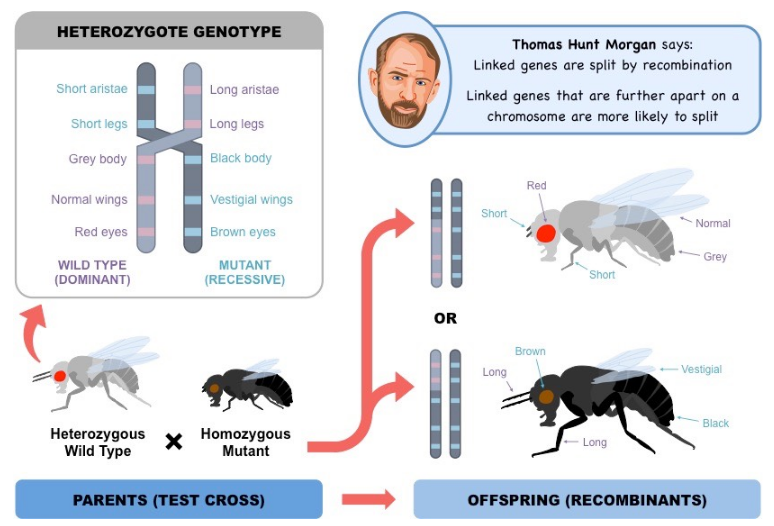 HETEROZYGOTE GENOTYPE
Short aristae
Long aristae
Short legs
Long legs
Grey body
Black body
Normal wings
Vestigial wings
Red eyes
Brown eyes
WILD TYPE
(DOMINANT)
MUTANT
(RECESSIVE)
Thomas Hunt Morgan says:
Linked genes are split by recombination
Linked genes that are further apart on a
chromosome are more likely to split
Red
Short
Normal
Grey
Short
OR
Brown
Long
Vestigial
Black
Long
Heterozygous
Wild Type
×
Homozygous
Mutant
PARENTS (TEST CROSS)
OFFSPRING (RECOMBINANTS)